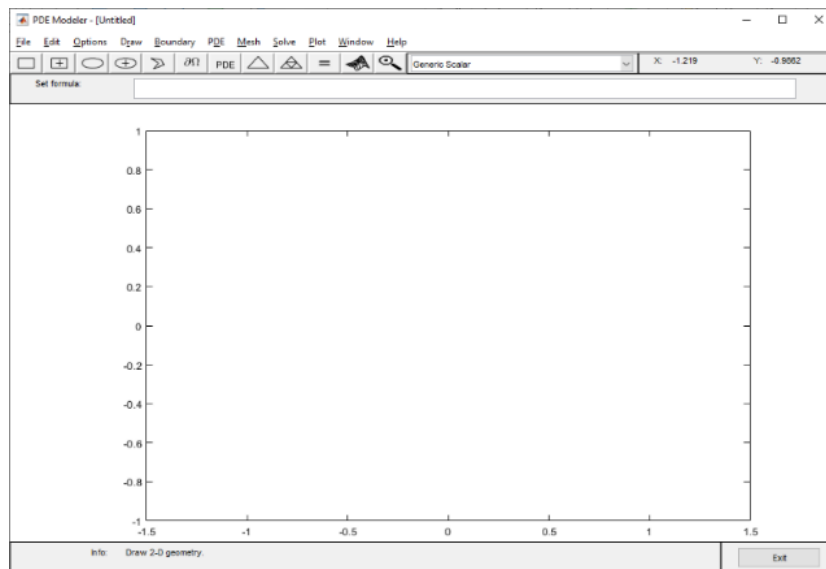 PDE Modeler - [Untitled]
File Edit Options Draw Boundary PDE Mesh Solve Plot Window Help
∂Ω PDE = Generic Scalar X: -1.219 Y: -0.9662
Set formula:
1
0.8
0.6
0.4
0.2
0
-0.2
-0.4
-0.6
-0.8
-1
-1.5 -1 -0.5 0 0.5 1 1.5
Info: Draw 2-D geometry.
Exit